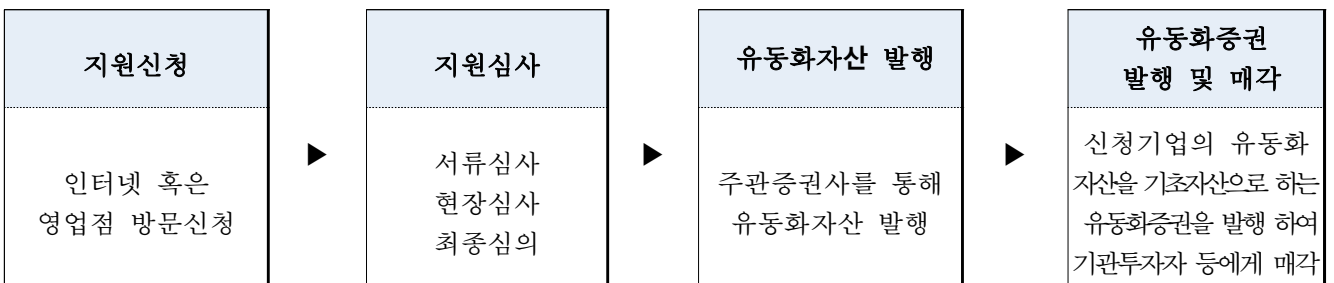 지원신청
인터넷 혹은
영업점 방문신청
▶
지원심사
서류심사
현장심사
최종심의
▶
유동화자산 발행
주관증권사를 통해
유동화자산 발행
▶
유동화증권
발행 및 매각
신청기업의 유동화
자산을 기초자산으로 하는
유동화증권을 발행 하여
기관투자자 등에게 매각